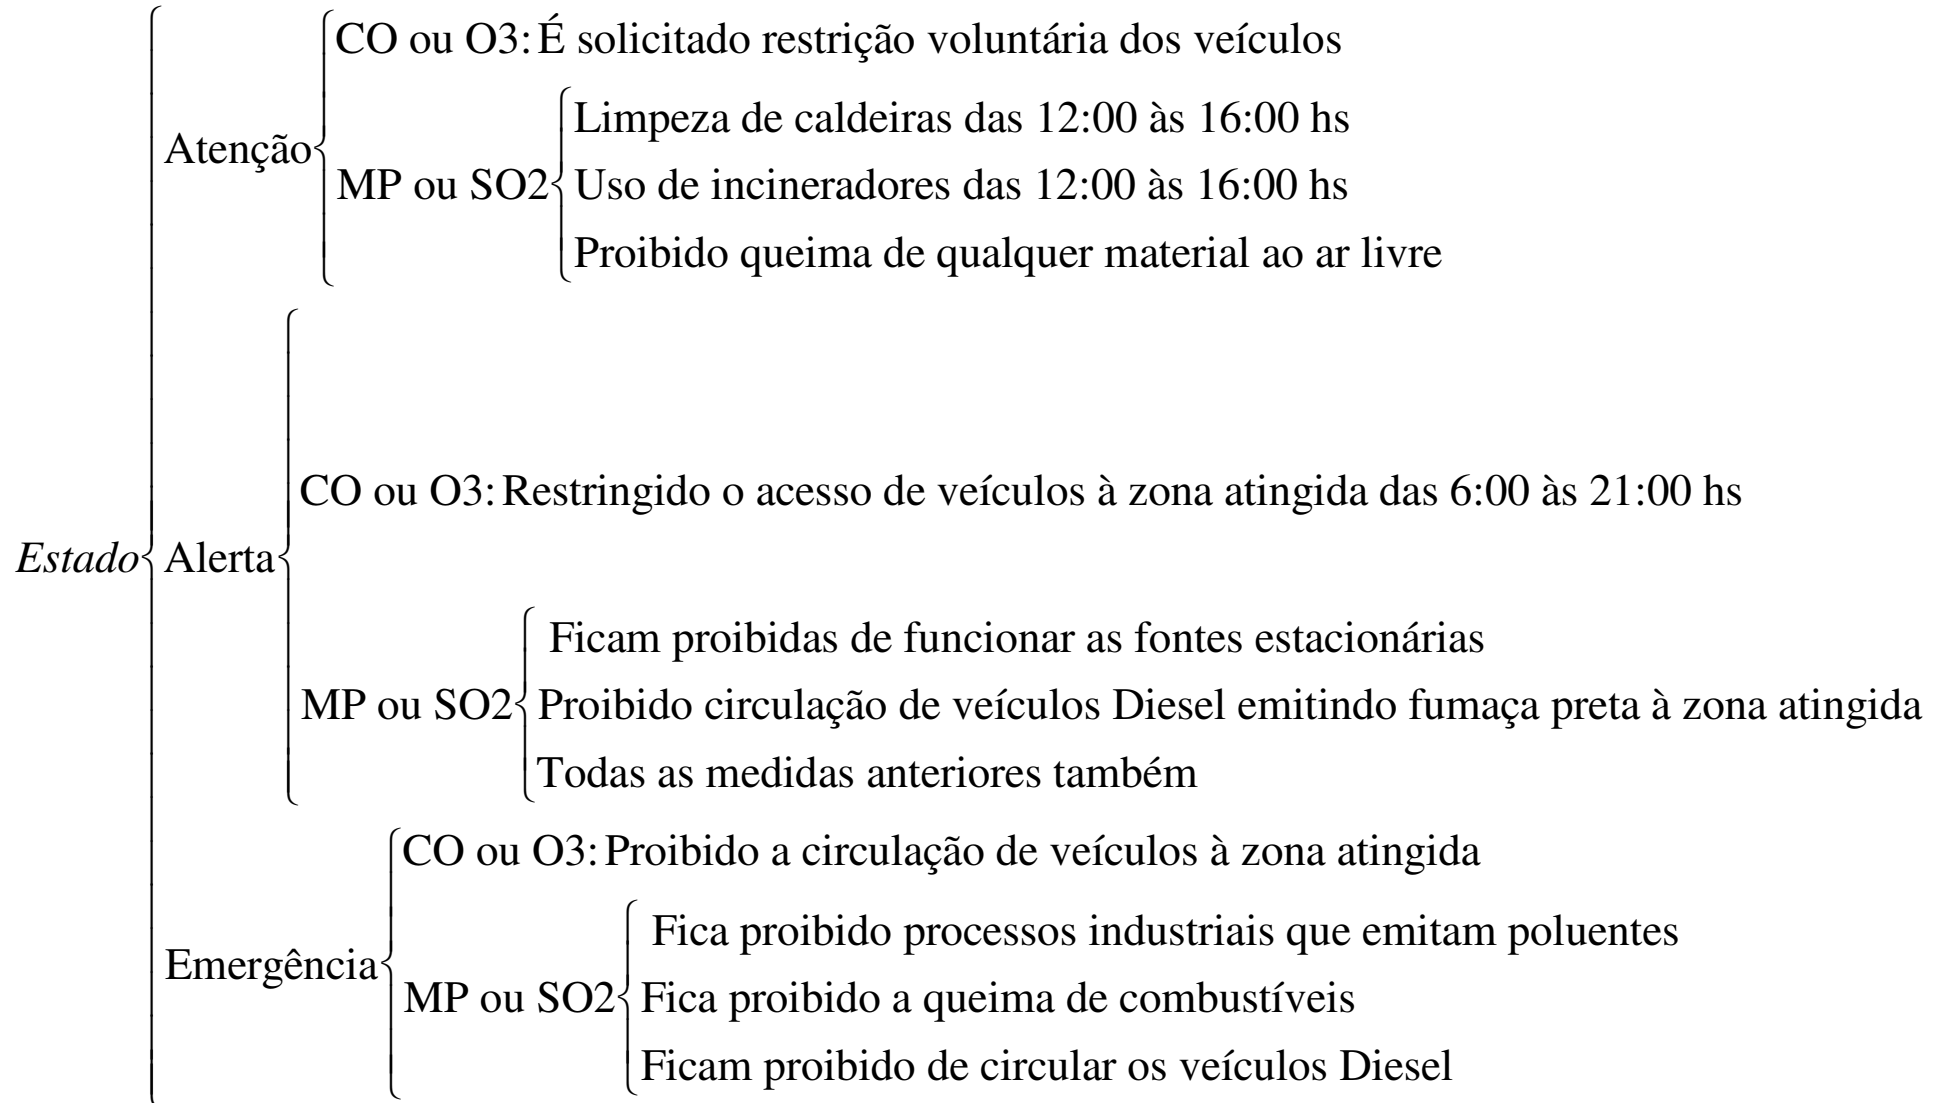 CO ou O3: É solicitado restrição voluntária dos veículos
Limpeza de caldeiras das 12:00 às 16:00 hs
Atenção
MP ou SO2
Uso de incineradores das 12:00 às 16:00 hs
Proibido queima de qualquer material ao ar livre
CO ou O3: Restringido o acesso de veículos à zona atingida das 6:00 às 21:00 hs
Estado
Alerta
Ficam proibidas de funcionar as fontes estacionárias
MP ou SO2
Proibido circulação de veículos Diesel emitindo fumaça preta à zona atingida
Todas as medidas anteriores também
CO ou O3: Proibido a circulação de veículos à zona atingida
Fica proibido processos industriais que emitam poluentes
Emergência
MP ou SO2
Fica proibido a queima de combustíveis
Ficam proibido de circular os veículos Diesel